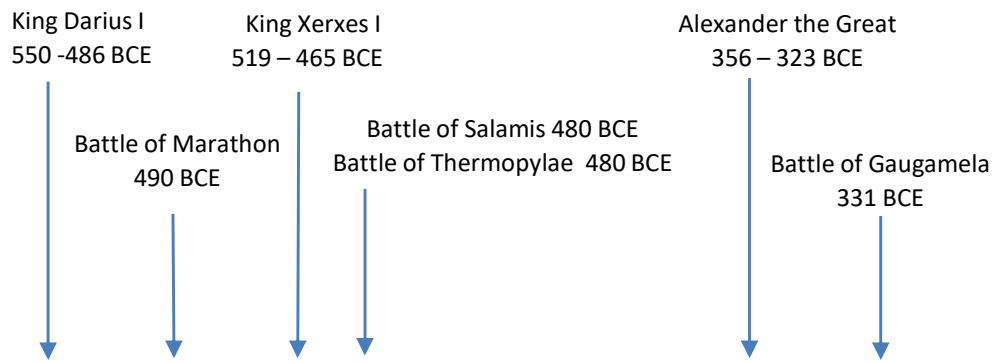 King Darius I
550 -486 BCE
King Xerxes I
519 – 465 BCE
Alexander the Great
356 – 323 BCE
Battle of Marathon
490 BCE
Battle of Salamis 480 BCE
Battle of Thermopylae  480 BCE
Battle of Gaugamela
331 BCE